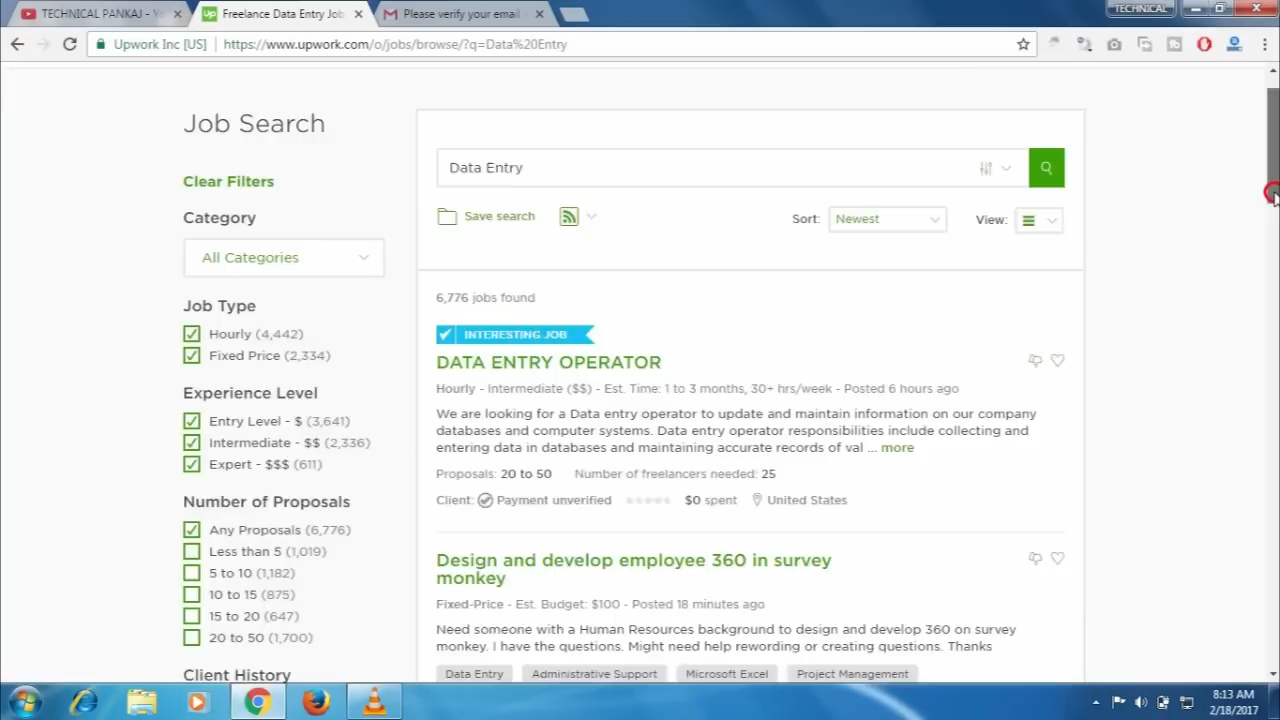 TECHNICAL PANKAJ - Y
Freelance Data Entry Job
Please verify your email
TECHNICAL
Upwork Inc [US]
https://www.upwork.com/o/jobs/browse/?q=Data%20Entry
Job Search
Clear Filters
Category
All Categories
Job Type
Hourly (4,442)
Fixed Price (2,334)
Experience Level
Entry Level - $ (3,641)
Intermediate - $$ (2,336)
Expert - $$$ (611)
Number of Proposals
Any Proposals (6,776)
Less than 5 (1,019)
5 to 10 (1,182)
10 to 15 (875)
15 to 20 (647)
20 to 50 (1,700)
Client History
Data Entry
Save search
Sort: Newest View:
6,776 jobs found
INTERESTING JOB
DATA ENTRY OPERATOR
Hourly - Intermediate ($$) - Est. Time: 1 to 3 months, 30+ hrs/week - Posted 6 hours ago
We are looking for a Data entry operator to update and maintain information on our company
databases and computer systems. Data entry operator responsibilities include collecting and
entering data in databases and maintaining accurate records of val ... more
Proposals: 20 to 50 Number of freelancers needed: 25
Client: Payment unverified $0 spent United States
Design and develop employee 360 in survey
monkey
Fixed-Price - Est. Budget: $100 - Posted 18 minutes ago
Need someone with a Human Resources background to design and develop 360 on survey
monkey. I have the questions. Might need help rewording or creating questions. Thanks
Data Entry Administrative Support Microsoft Excel Project Management
8:13 AM
2/18/2017